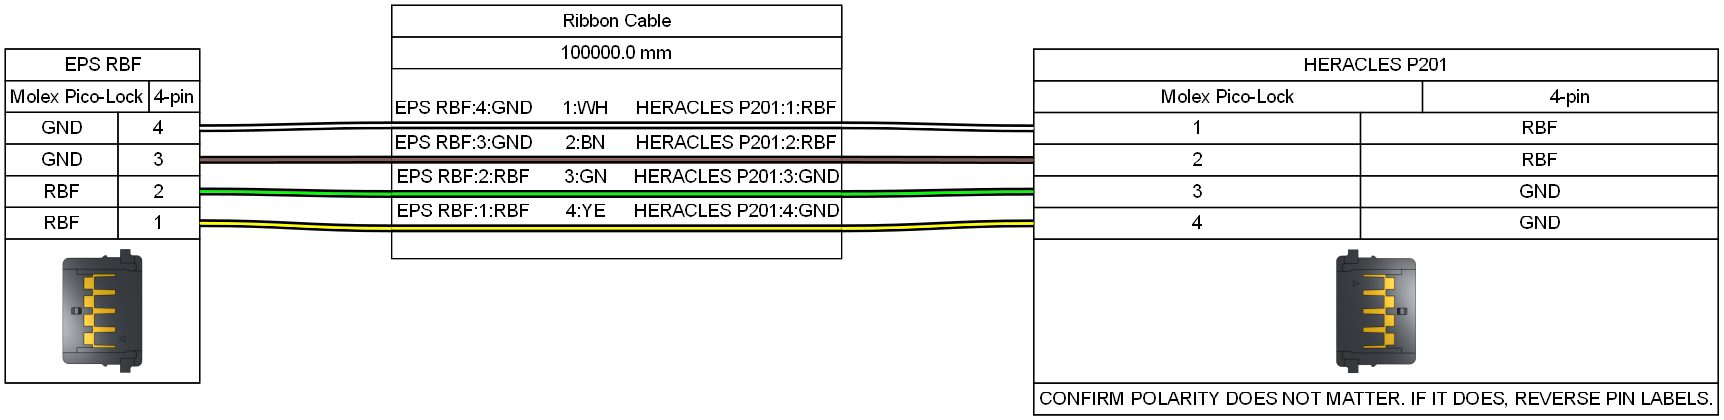 Ribbon Cable
100000.0 mm
EPS RBF
Molex Pico-Lock 4-pin
GND 4
GND 3
RBF 2
RBF 1
EPS RBF:4:GND 1:WH HERACLES P201:1:RBF
EPS RBF:3:GND 2:BN HERACLES P201:2:RBF
EPS RBF:2:RBF 3:GN HERACLES P201:3:GND
EPS RBF:1:RBF 4:YE HERACLES P201:4:GND
HERACLES P201
Molex Pico-Lock 4-pin
1 RBF
2 RBF
3 GND
4 GND
CONFIRM POLARITY DOES NOT MATTER. IF IT DOES, REVERSE PIN LABELS.